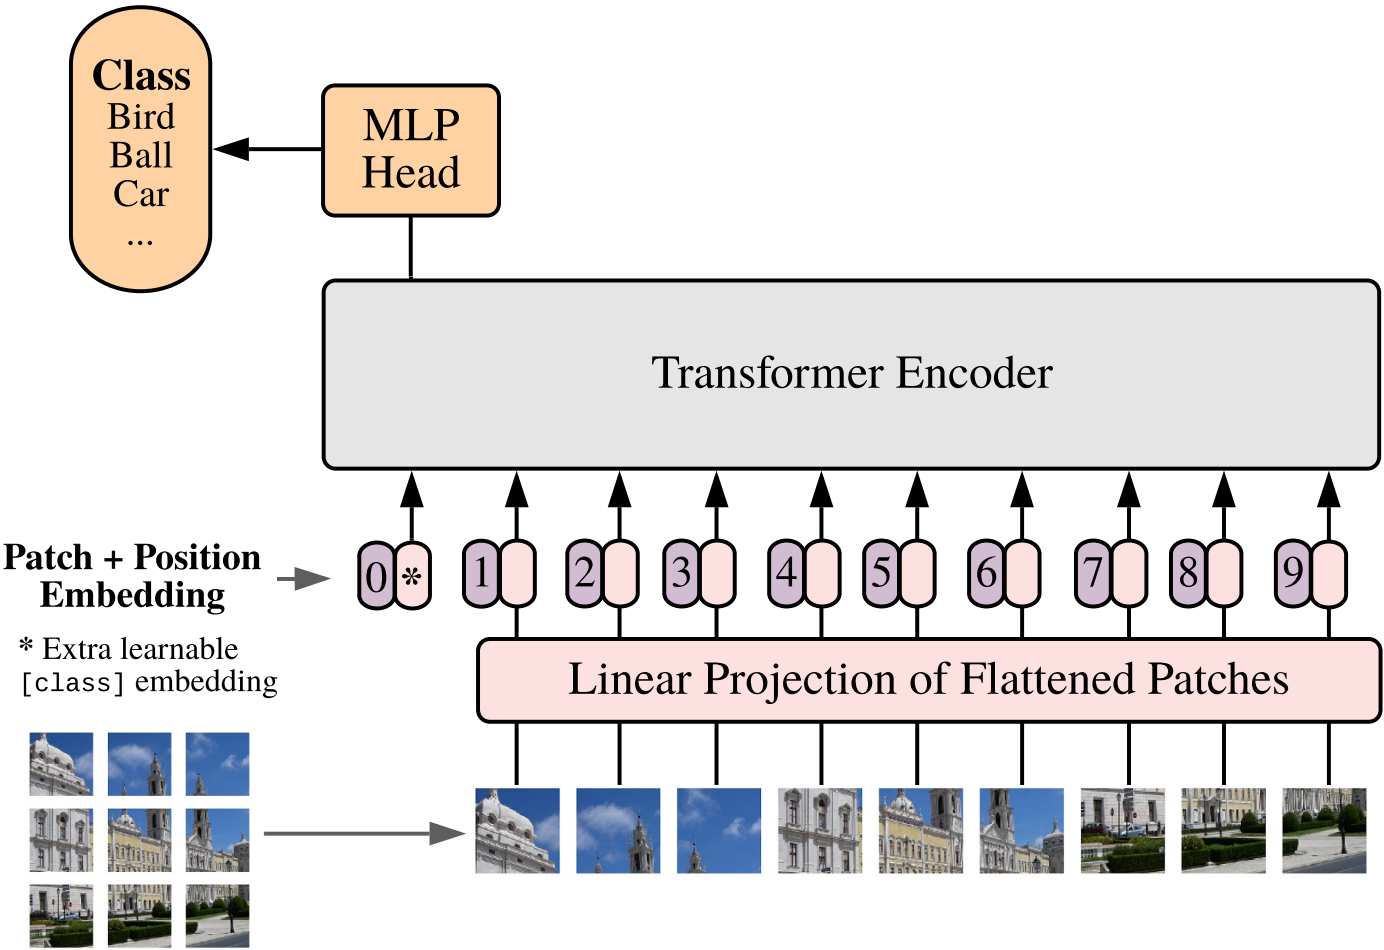 Class
Bird
Ball
Car
...
MLP
Head
Transformer Encoder
Patch + Position
Embedding
0 * 1 2 3 4 5 6 7 8 9
* Extra learnable
[class] embedding
Linear Projection of Flattened Patches